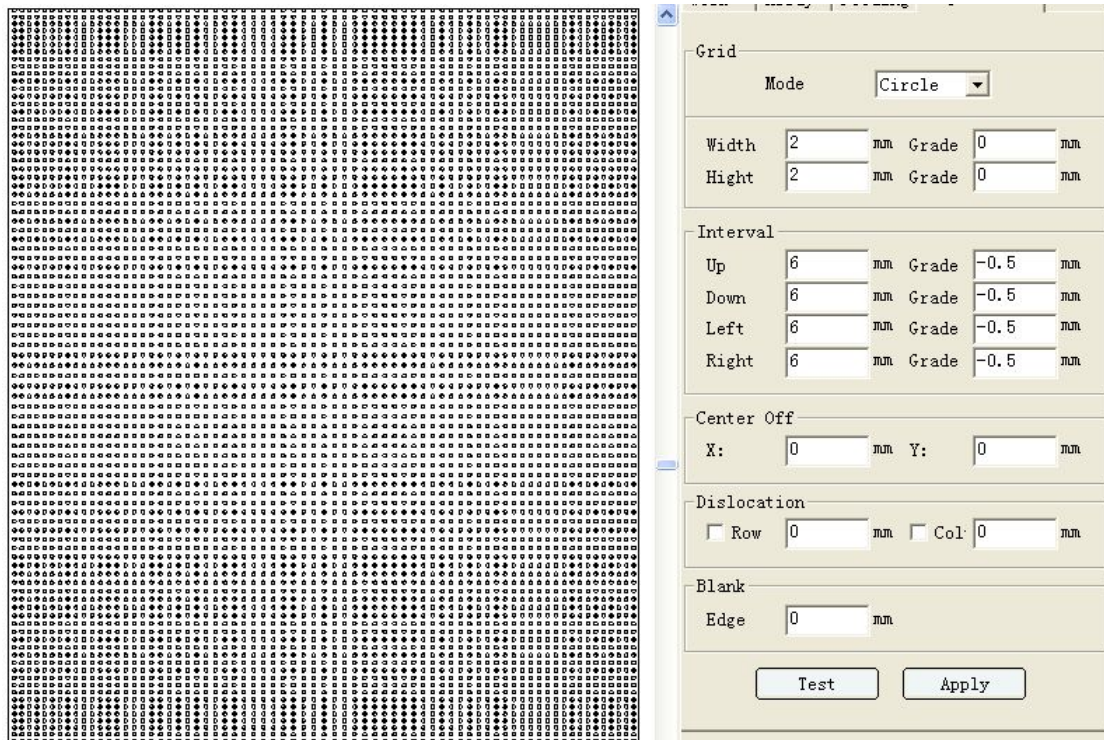 Grid
Mode Circle
Width 2 mm Grade 0 mm
Hight 2 mm Grade 0 mm
Interval
Up 6 mm Grade -0.5 mm
Down 6 mm Grade -0.5 mm
Left 6 mm Grade -0.5 mm
Right 6 mm Grade -0.5 mm
Center Off
X: 0 mm Y: 0 mm
Dislocation
Row 0 mm Col 0 mm
Blank
Edge 0 mm
Test Apply